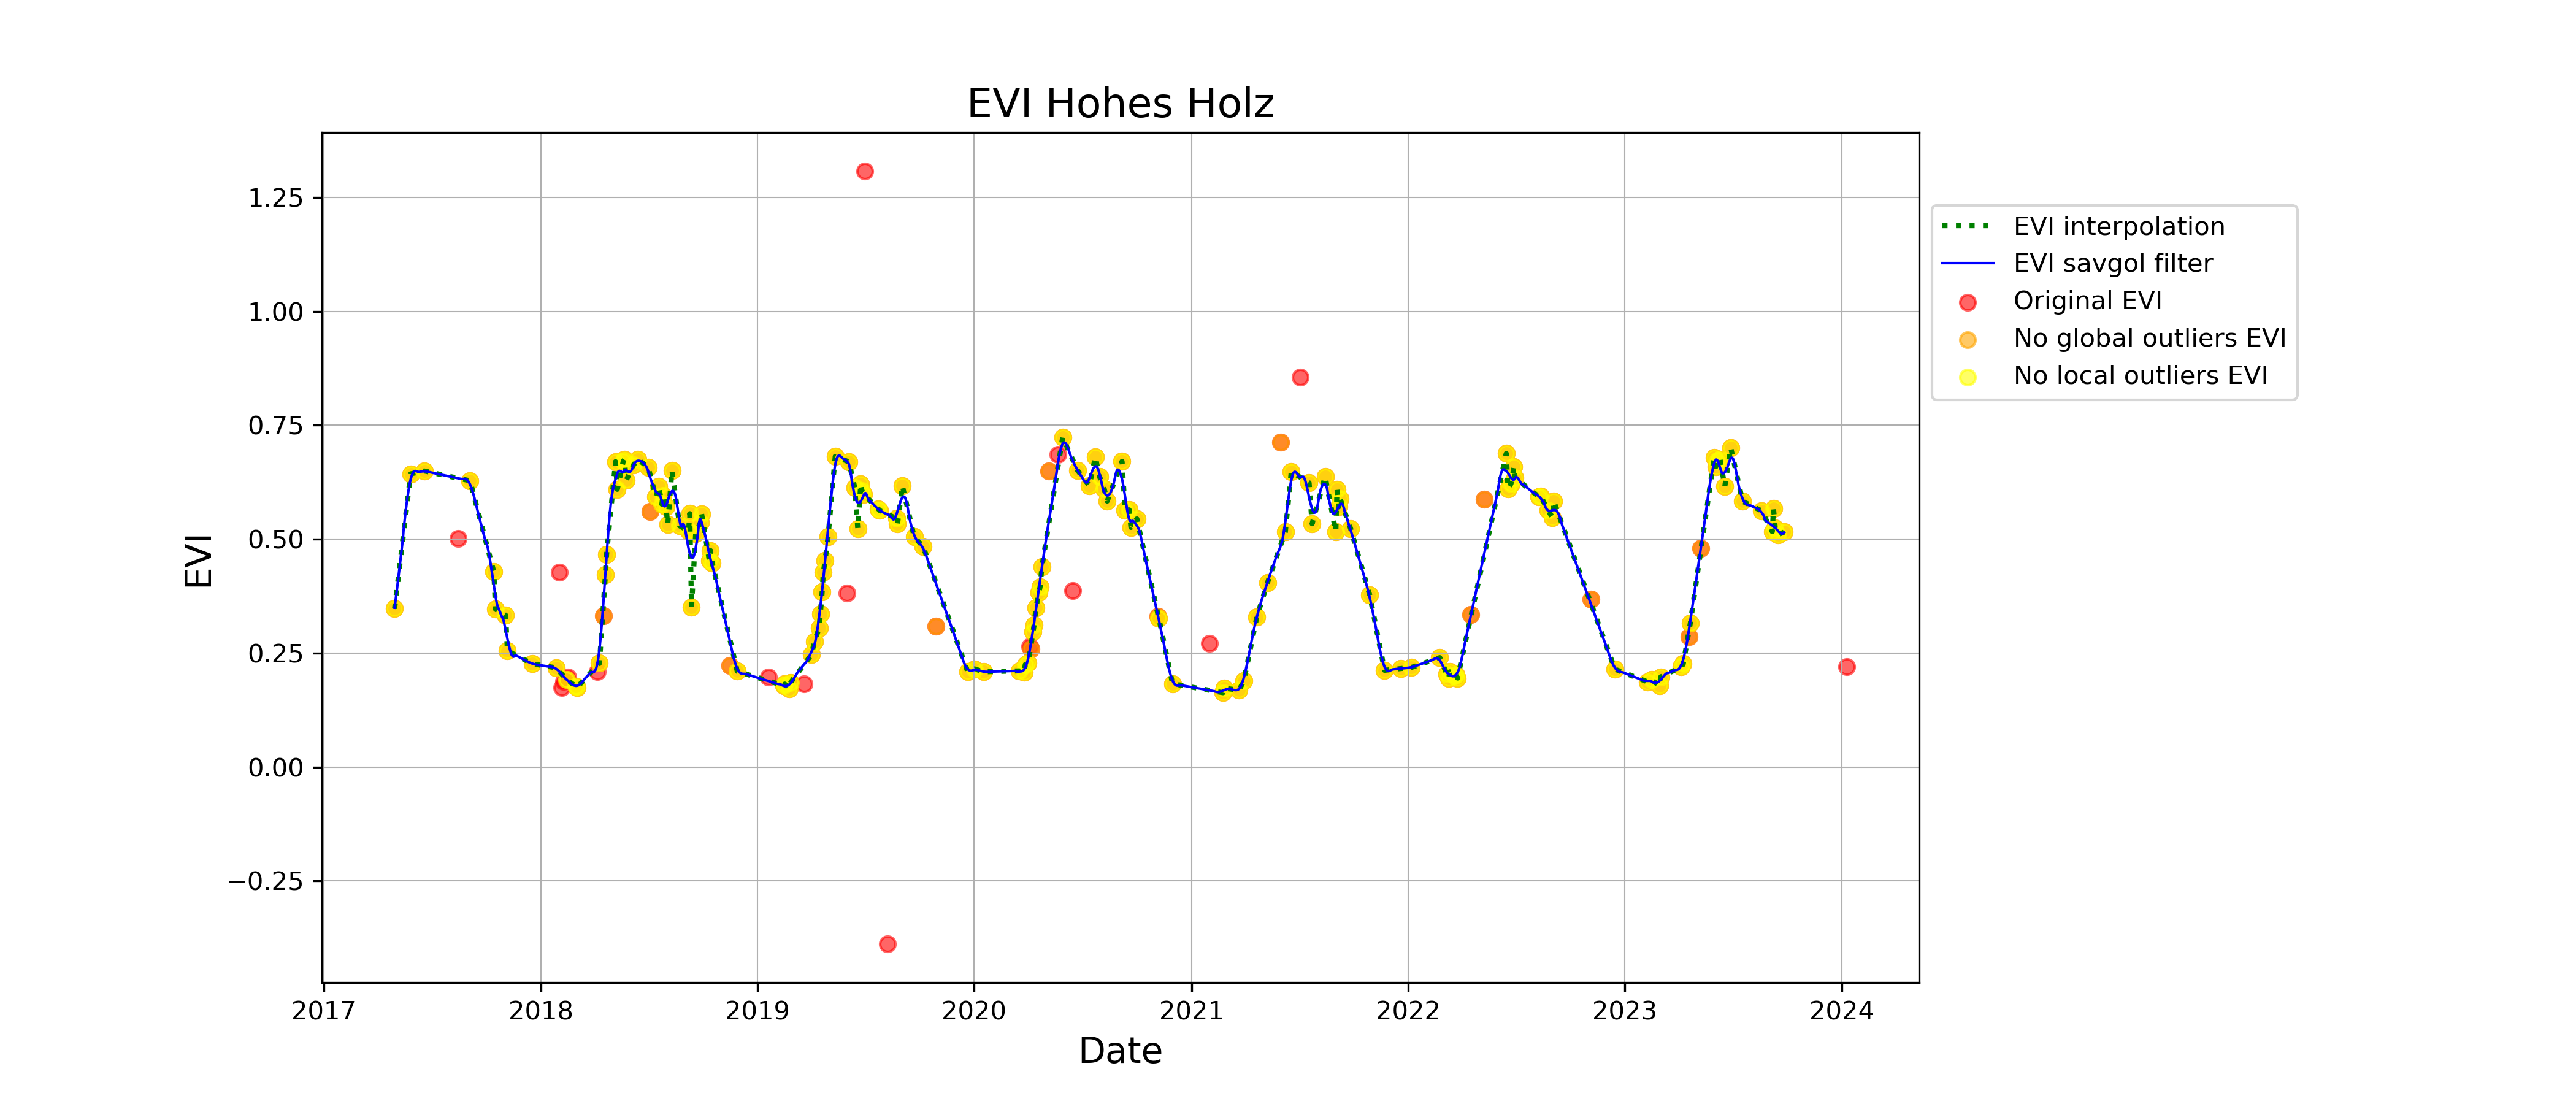 EVI Hohes Holz
EVI
1.25
1.00
0.75
0.50
0.25
0.00
−0.25
2017 2018 2019 2020 2021 2022 2023 2024
Date
EVI interpolation
EVI savgol filter
Original EVI
No global outliers EVI
No local outliers EVI